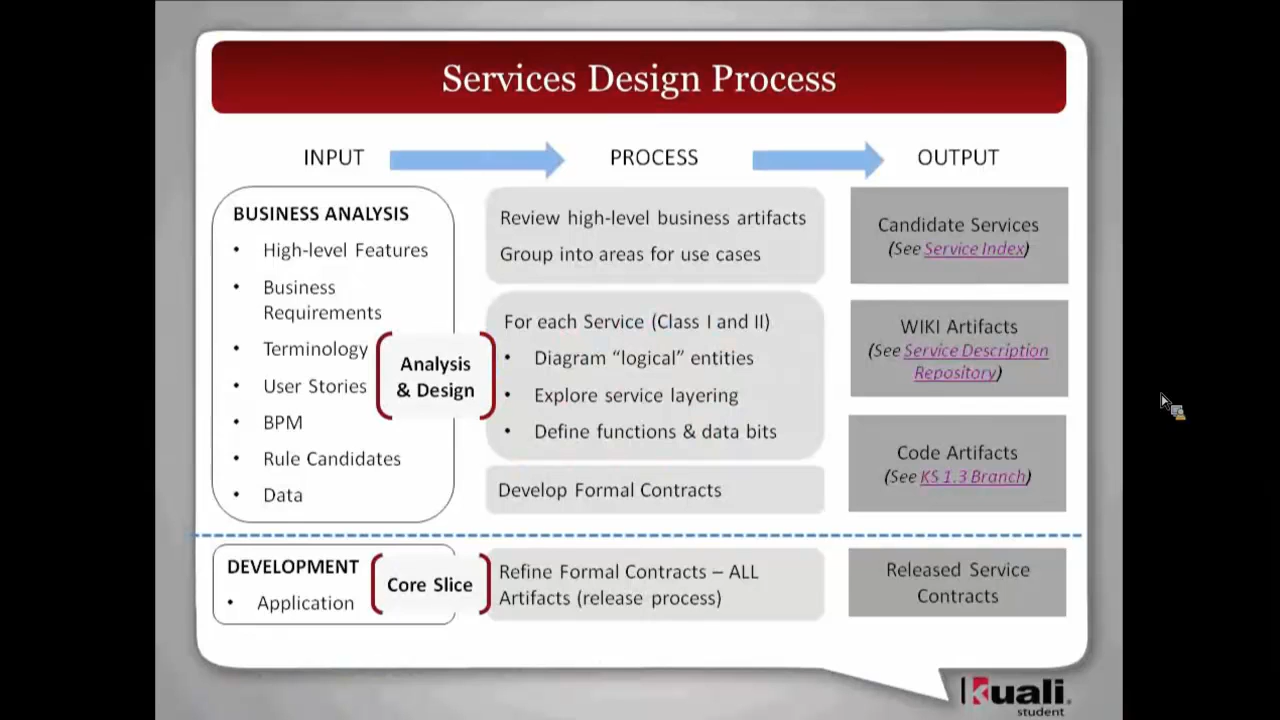 Services Design Process
INPUT
PROCESS
OUTPUT
BUSINESS ANALYSIS
• High-level Features
• Business
Requirements
• Terminology
• User Stories
• BPM
• Rule Candidates
• Data
Analysis
& Design
Review high-level business artifacts
Group into areas for use cases
For each Service (Class I and II)
• Diagram “logical” entities
• Explore service layering
• Define functions & data bits
Develop Formal Contracts
Candidate Services
(See Service Index)
WIKI Artifacts
(See Service Description
Repository)
Code Artifacts
(See KS 1.3 Branch)
DEVELOPMENT
• Application
Core Slice
Refine Formal Contracts – ALL
Artifacts (release process)
Released Service
Contracts
kuali
student